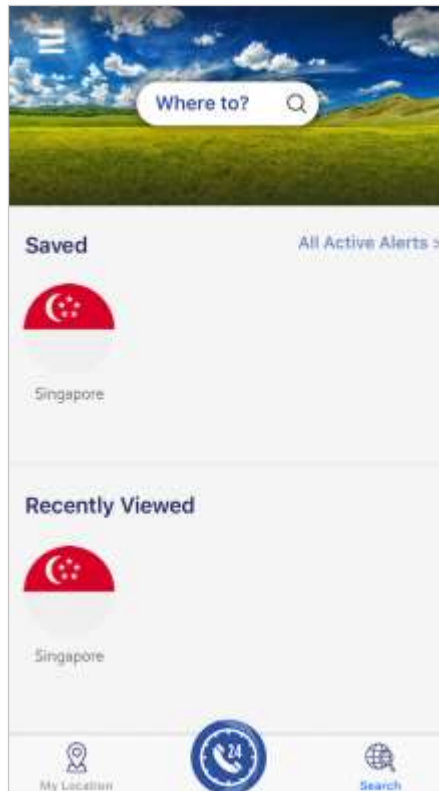 Where to?
Saved
All Active Alerts >
Singapore
Recently Viewed
Singapore
24
My Location
Search